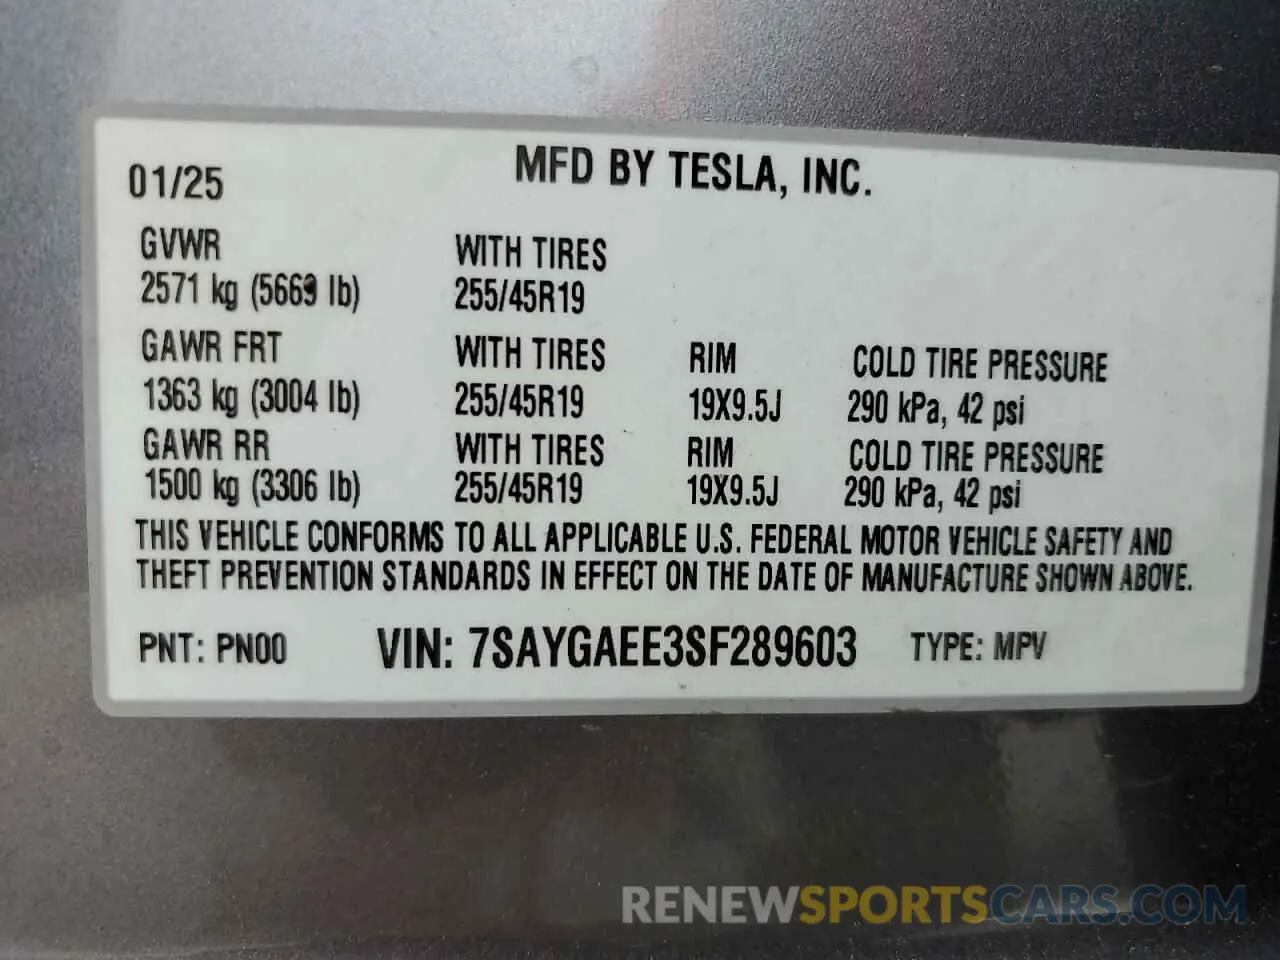 01/25 MFD BY TESLA, INC.
GVWR WITH TIRES
2571 kg (5669 lb) 255/45R19
GAWR FRT WITH TIRES RIM COLD TIRE PRESSURE
1363 kg (3004 lb) 255/45R19 19X9.5J 290 kPa, 42 psi
GAWR RR WITH TIRES RIM COLD TIRE PRESSURE
1500 kg (3306 lb) 255/45R19 19X9.5J 290 kPa, 42 psi
THIS VEHICLE CONFORMS TO ALL APPLICABLE U.S. FEDERAL MOTOR VEHICLE SAFETY AND
THEFT PREVENTION STANDARDS IN EFFECT ON THE DATE OF MANUFACTURE SHOWN ABOVE.
PNT: PN00 VIN: 7SAYGAEE3SF289603 TYPE: MPV
RENEWSPORTSCARS.COM